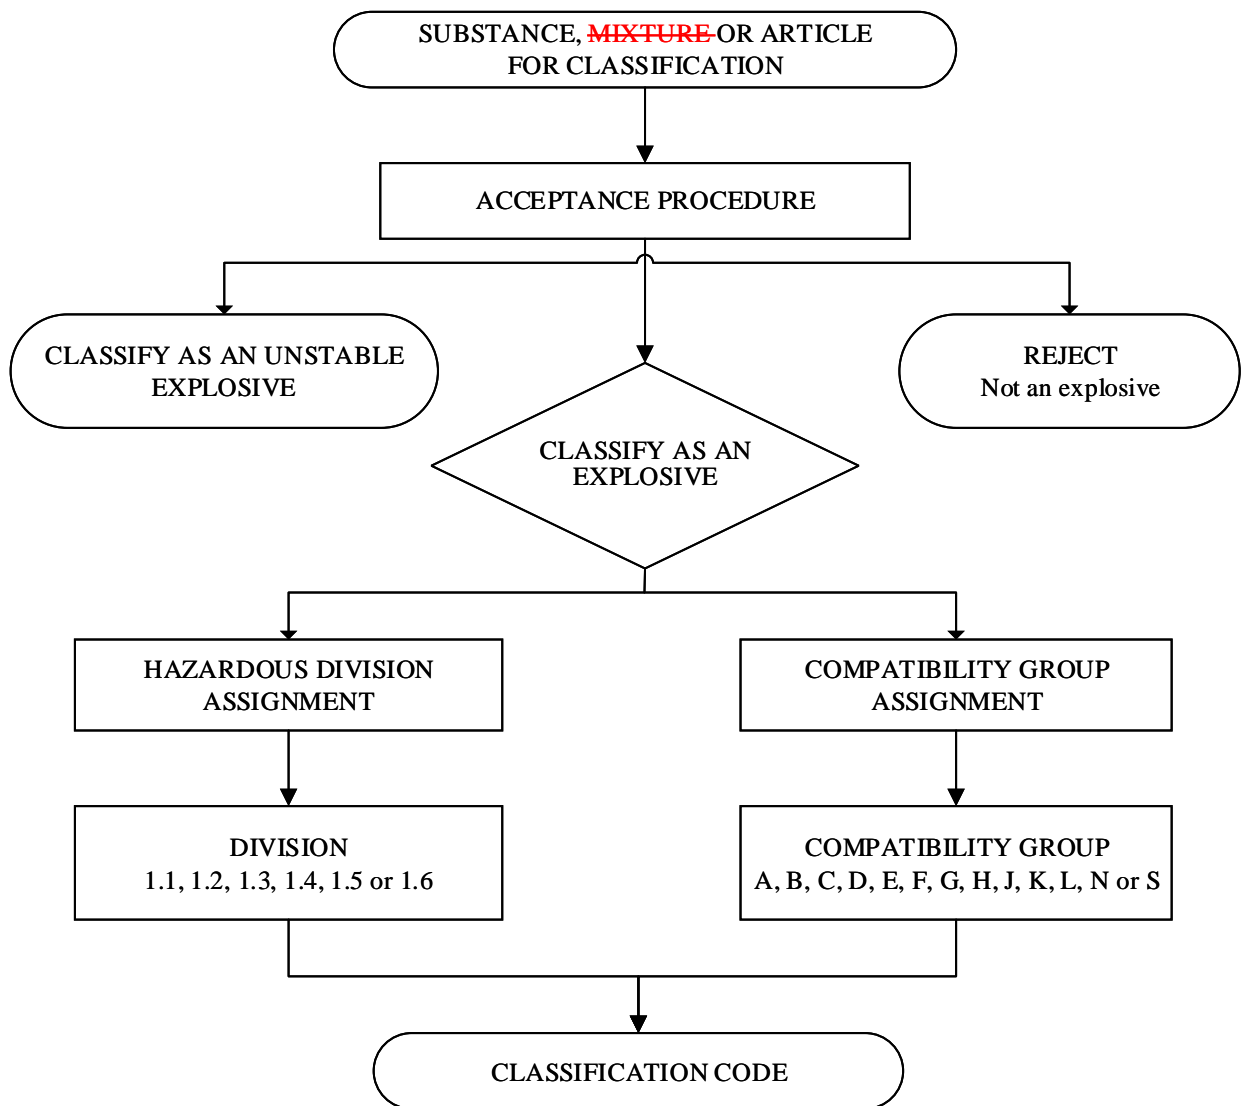 SUBSTANCE, MIXTURE OR ARTICLE
FOR CLASSIFICATION
ACCEPTANCE PROCEDURE
CLASSIFY AS AN UNSTABLE
EXPLOSIVE
REJECT
Not an explosive
CLASSIFY AS AN
EXPLOSIVE
HAZARDOUS DIVISION
ASSIGNMENT
COMPATIBILITY GROUP
ASSIGNMENT
DIVISION
1.1, 1.2, 1.3, 1.4, 1.5 or 1.6
COMPATIBILITY GROUP
A, B, C, D, E, F, G, H, J, K, L, N or S
CLASSIFICATION CODE